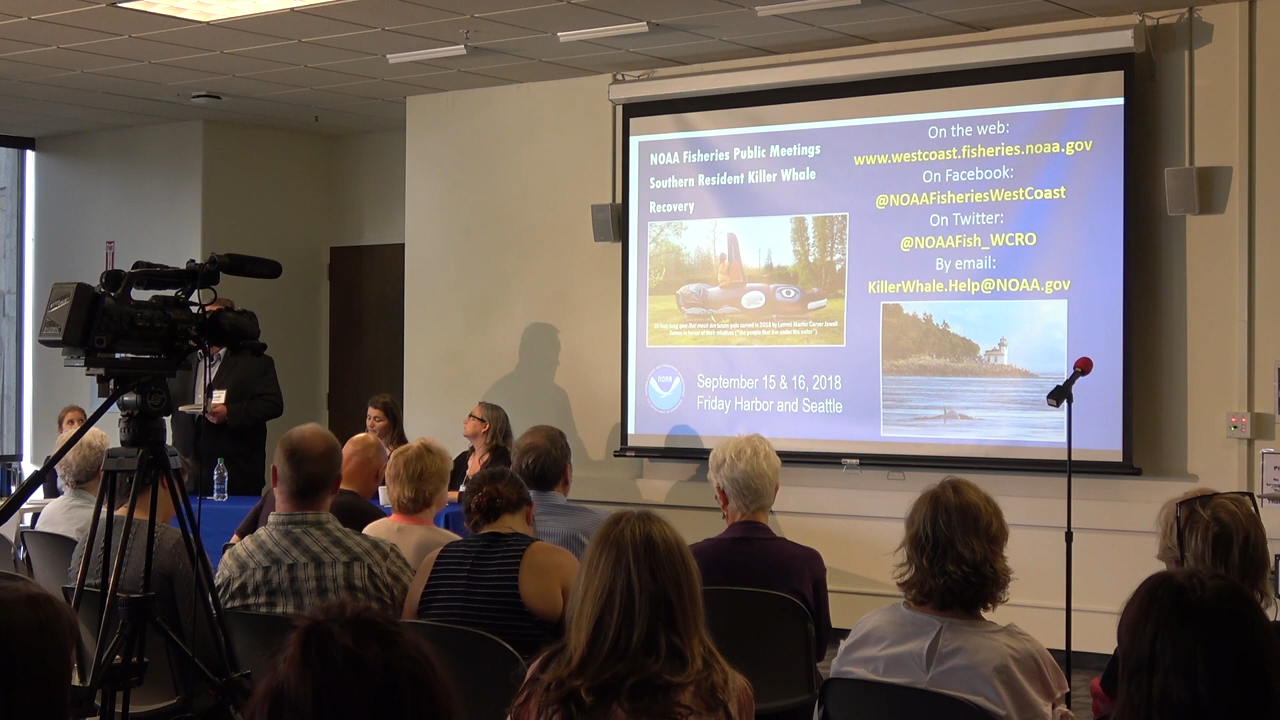 NOAA Fisheries Public Meetings
Southern Resident Killer Whale
Recovery
On the web:
www.westcoast.fisheries.noaa.gov
On Facebook:
@NOAAFisheriesWestCoast
On Twitter:
@NOAAFish_WCRO
By email:
KillerWhale.Help@NOAA.gov
NOAA
September 15 & 16, 2018
Friday Harbor and Seattle